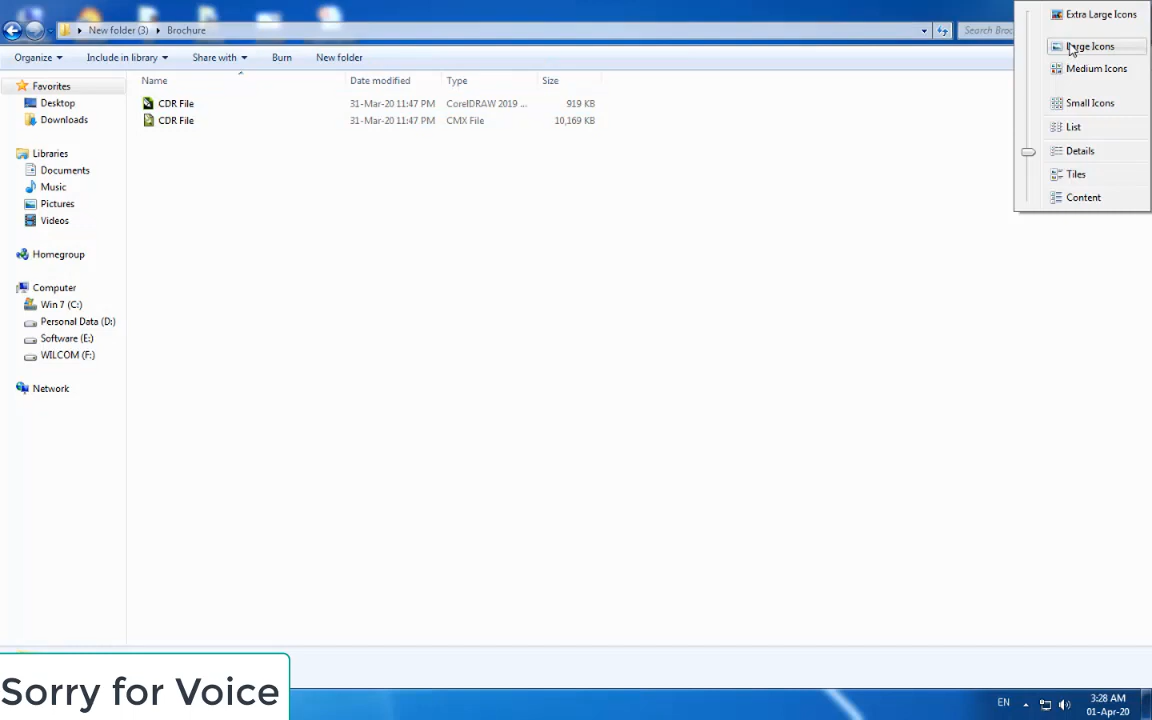 New folder (3) Brochure
Search Broc
Organize Include in library Share with Burn New folder
Name Date modified Type Size
CDR File 31-Mar-20 11:47 PM CorelDRAW 2019 ... 919 KB
CDR File 31-Mar-20 11:47 PM CMX File 10,169 KB
Favorites
Desktop
Downloads
Libraries
Documents
Music
Pictures
Videos
Homegroup
Computer
Win 7 (C:)
Personal Data (D:)
Software (E:)
WILCOM (F:)
Network
Extra Large Icons
Large Icons
Medium Icons
Small Icons
List
Details
Tiles
Content
Sorry for Voice
EN
3:28 AM
01-Apr-20